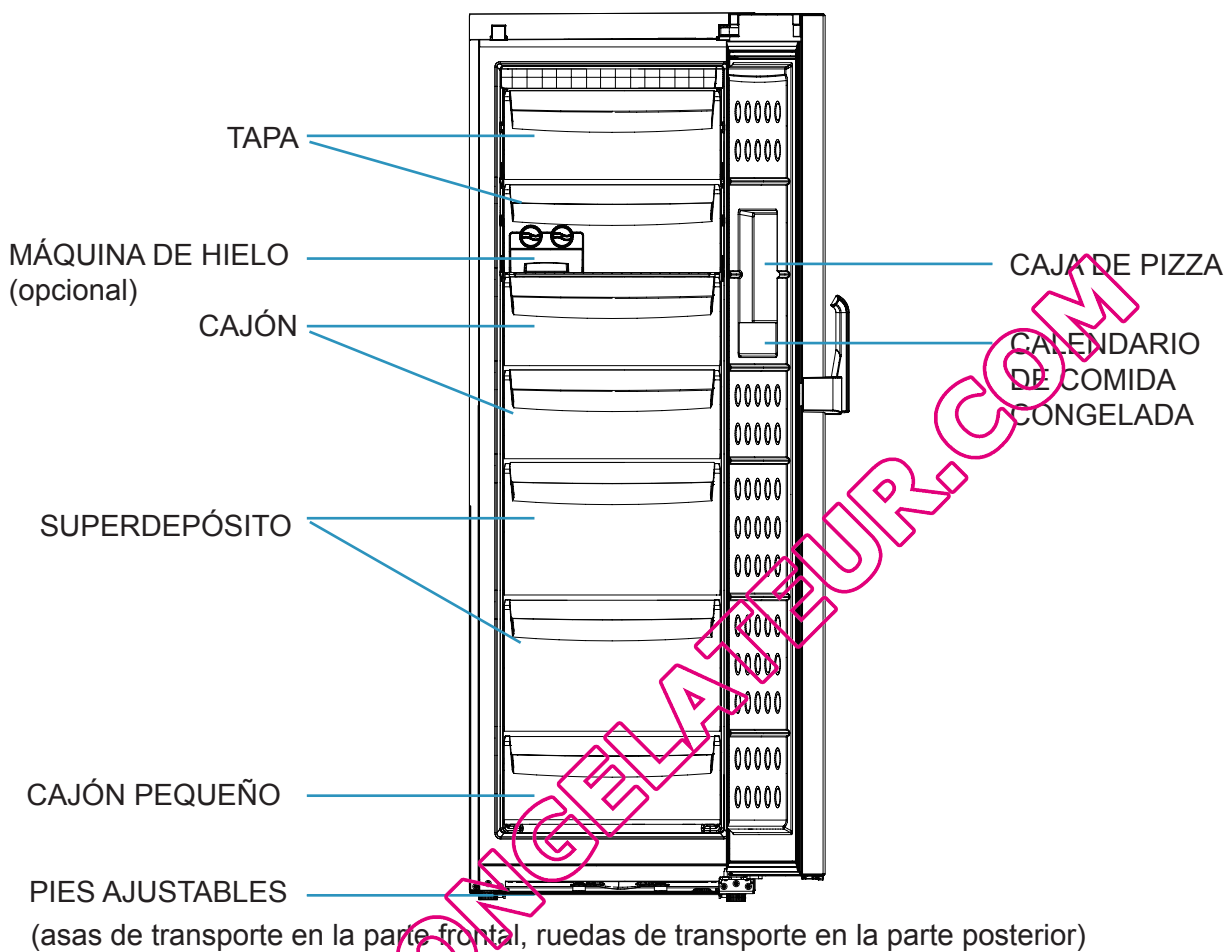 TAPA
MÁQUINA DE HIELO
(opcional)
CAJÓN
SUPERDEPÓSITO
CAJÓN PEQUEÑO
PIES AJUSTABLES
(asas de transporte en la parte frontal, ruedas de transporte en la parte posterior)
CAJA DE PIZZA
CALENDARIO
DE COMIDA
CONGELADA
ONGELATEUR.COM